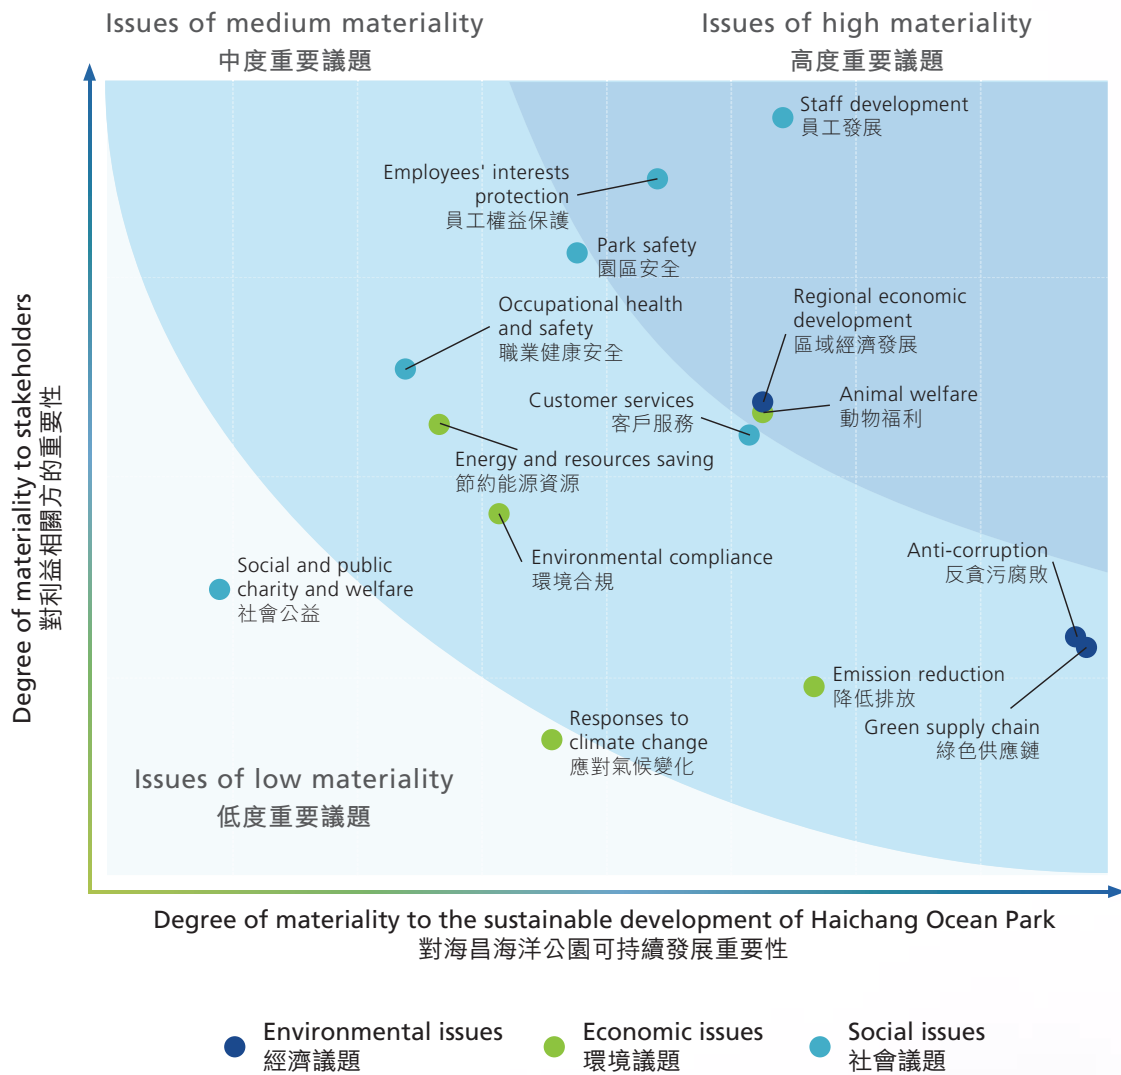 Issues of medium materiality
中度重要議題
Issues of high materiality
高度重要議題
Staff development
員工發展
Employees' interests
protection
員工權益保護
Park safety
園區安全
Occupational health
and safety
職業健康安全
Regional economic
development
區域經濟發展
Customer services
客戶服務
Animal welfare
動物福利
Energy and resources saving
節約能源資源
Environmental compliance
環境合規
Anti-corruption
反貪污腐敗
Social and public
charity and welfare
社會公益
Emission reduction
降低排放
Green supply chain
綠色供應鏈
Responses to
climate change
應對氣候變化
Issues of low materiality
低度重要議題
Degree of materiality to stakeholders
對利益相關方的重要性
Degree of materiality to the sustainable development of Haichang Ocean Park
對海昌海洋公園可持續發展重要性
Environmental issues
經濟議題
Economic issues
環境議題
Social issues
社會議題